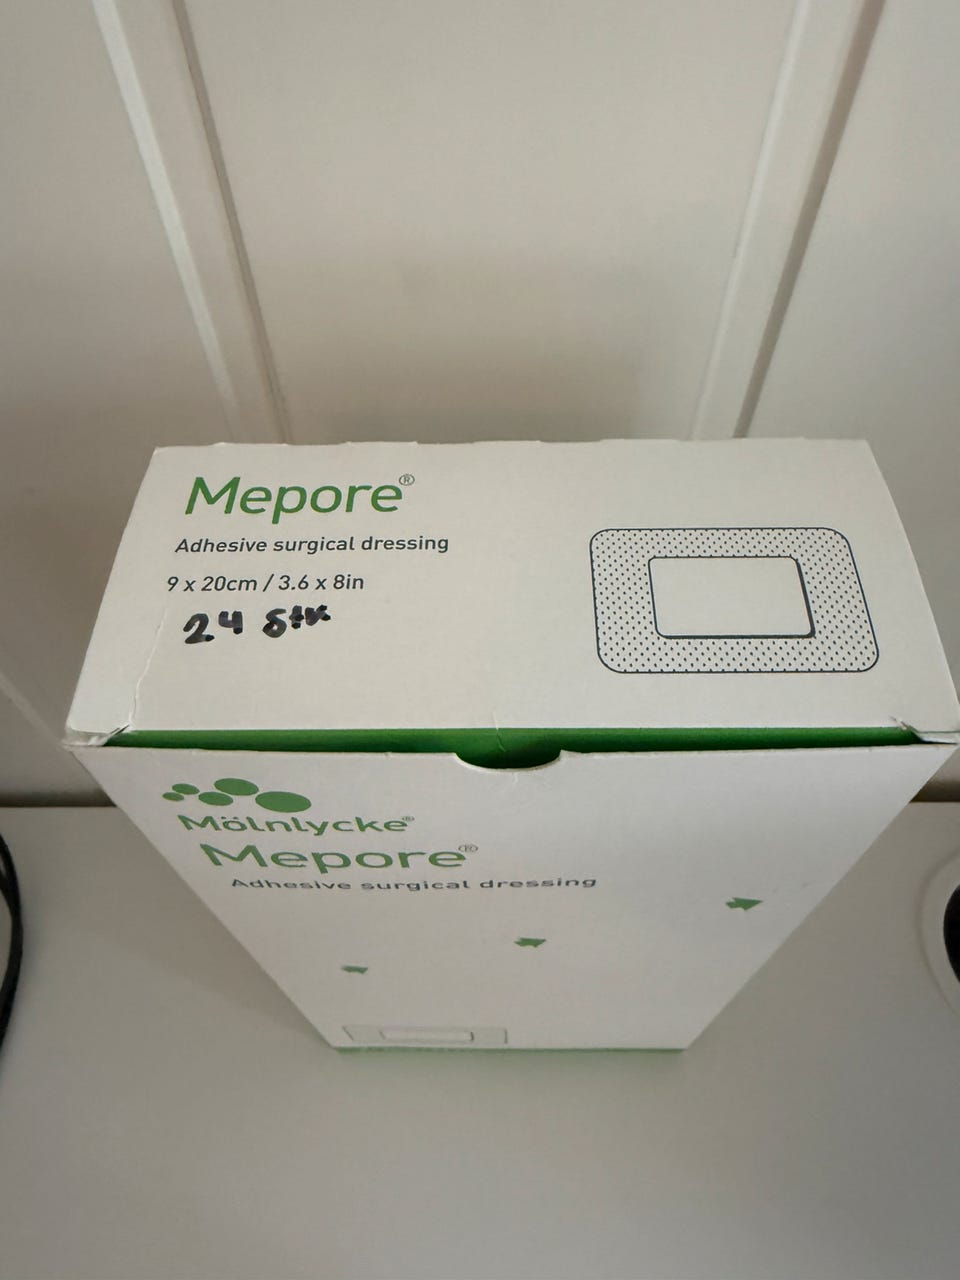 Mepore®
Adhesive surgical dressing
9 x 20cm / 3.6 x 8in
24 Stk
Mölnlycke®
Mepore®
Adhesive surgical dressing